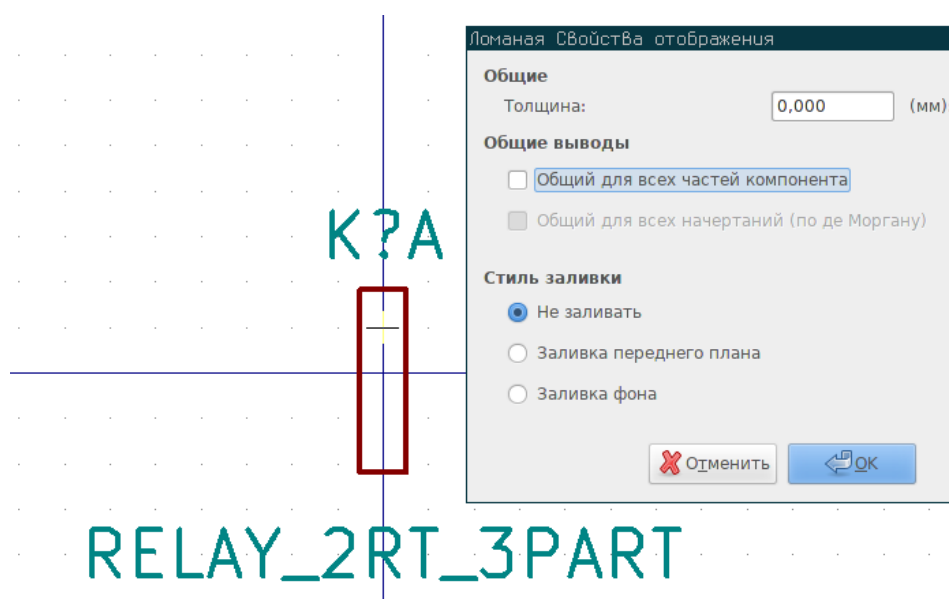 Ломаная Свойства отображения
Общие
Толщина: 0,000 (мм)
Общие выводы
Общий для всех частей компонента
Общий для всех начертаний (по де Моргану)
Стиль заливки
Не заливать
Заливка переднего плана
Заливка фона
Отменить OK
K?A
RELAY_2RT_3PART